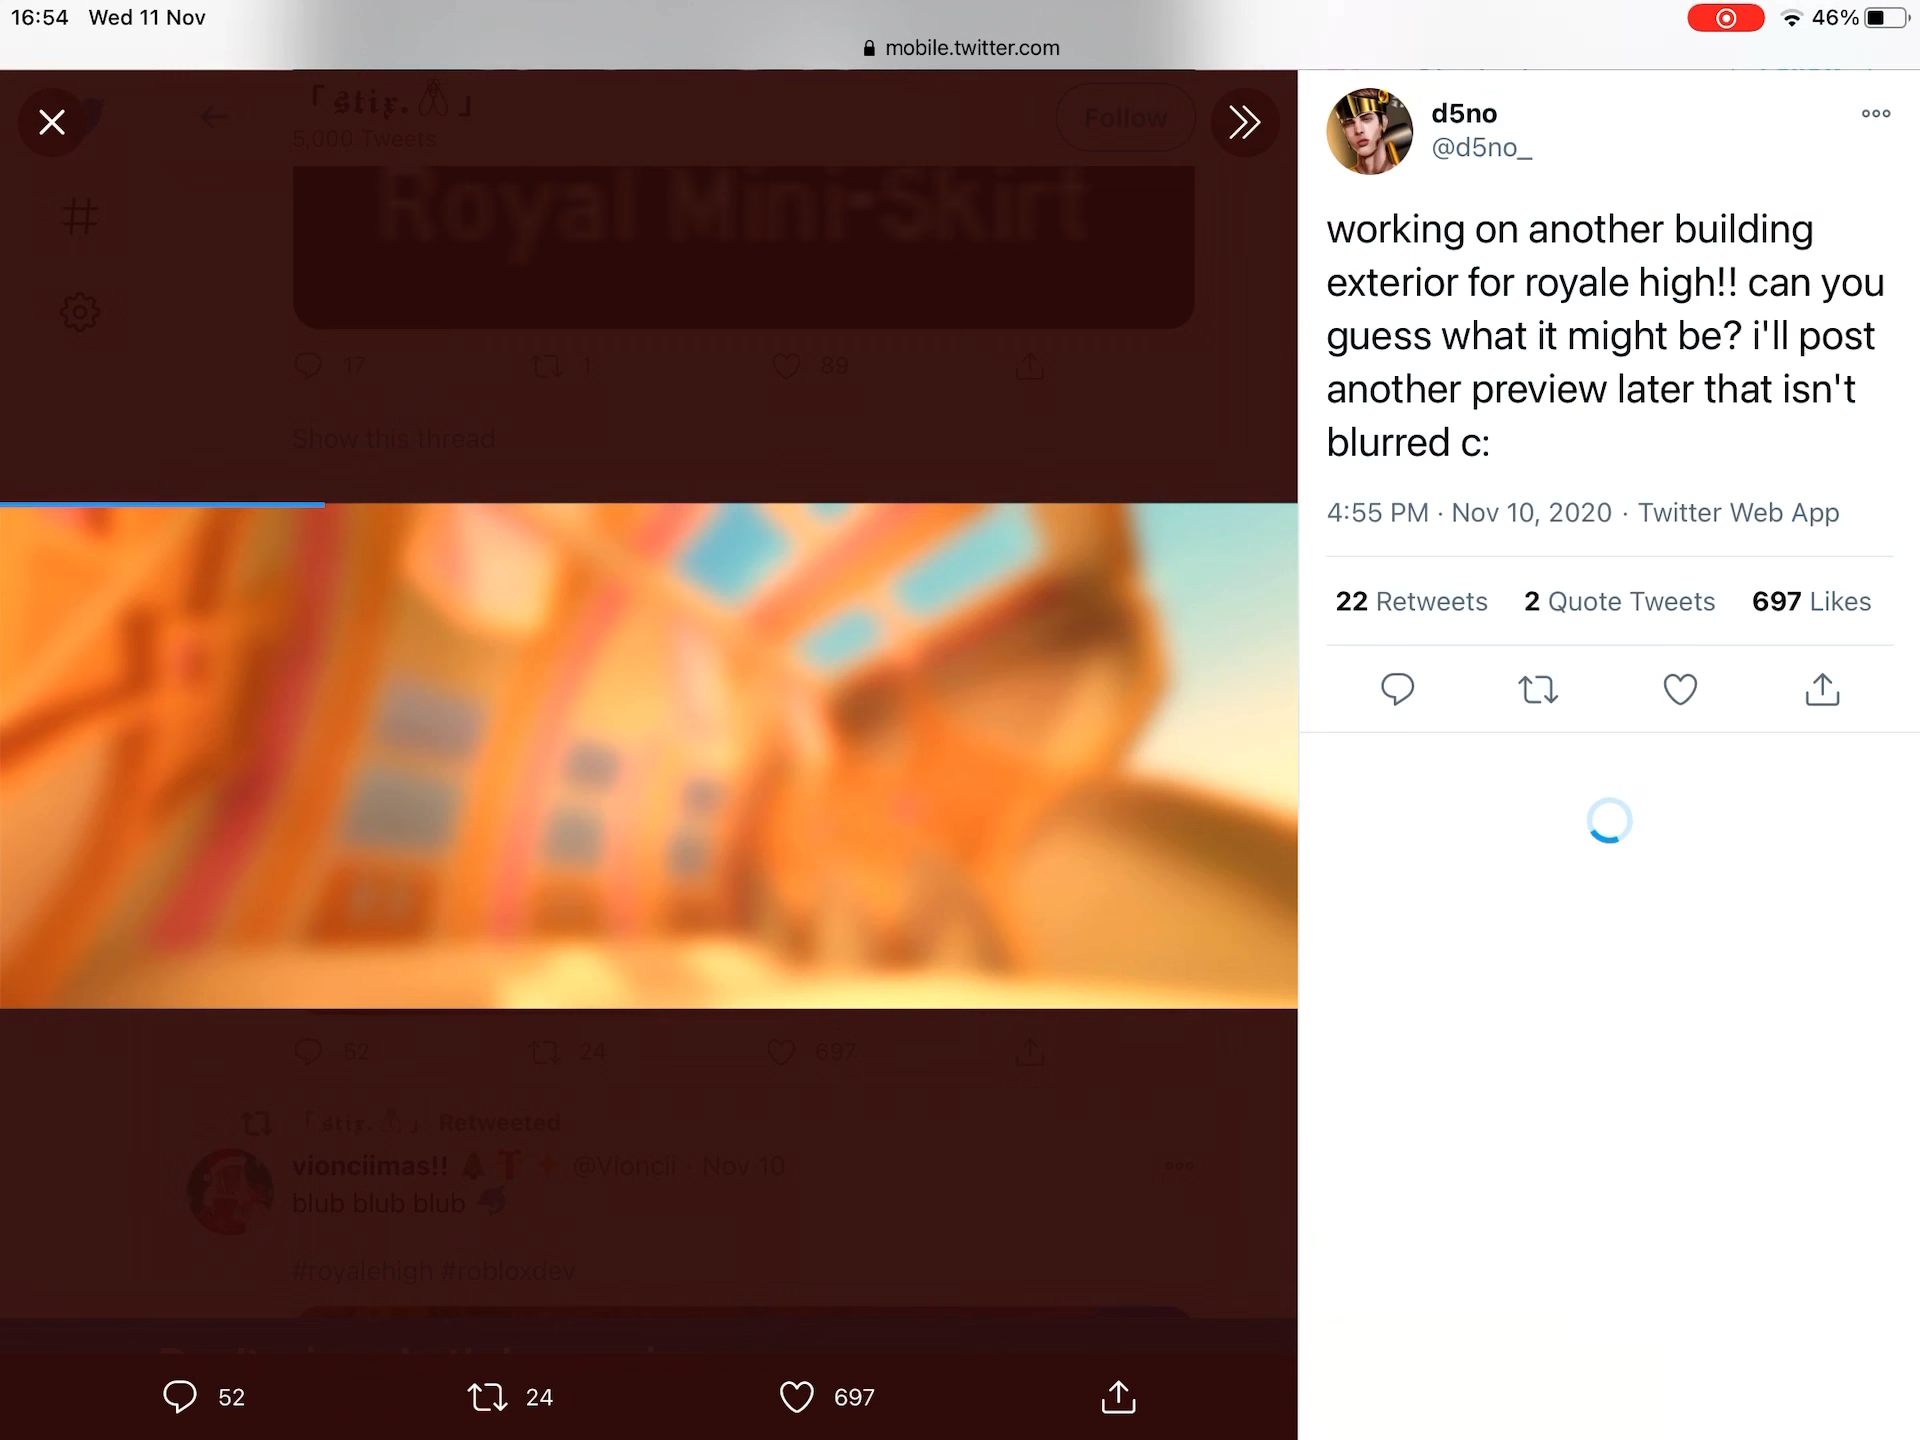 16:54 Wed 11 Nov
46%
mobile.twitter.com
「𝖘𝖙𝖎𝖝.」
5,000 Tweets
Follow
Royal Mini-Skirt
17 1 89
Show this thread
52 24 697
「𝖘𝖙𝖎𝖝.」 Retweeted
vionciimas!! @Vioncii · Nov 10
blub blub blub
#royalehigh #robloxdev
52 24 697
d5no
@d5no_
working on another building
exterior for royale high!! can you
guess what it might be? i'll post
another preview later that isn't
blurred c:
4:55 PM · Nov 10, 2020 · Twitter Web App
22 Retweets 2 Quote Tweets 697 Likes